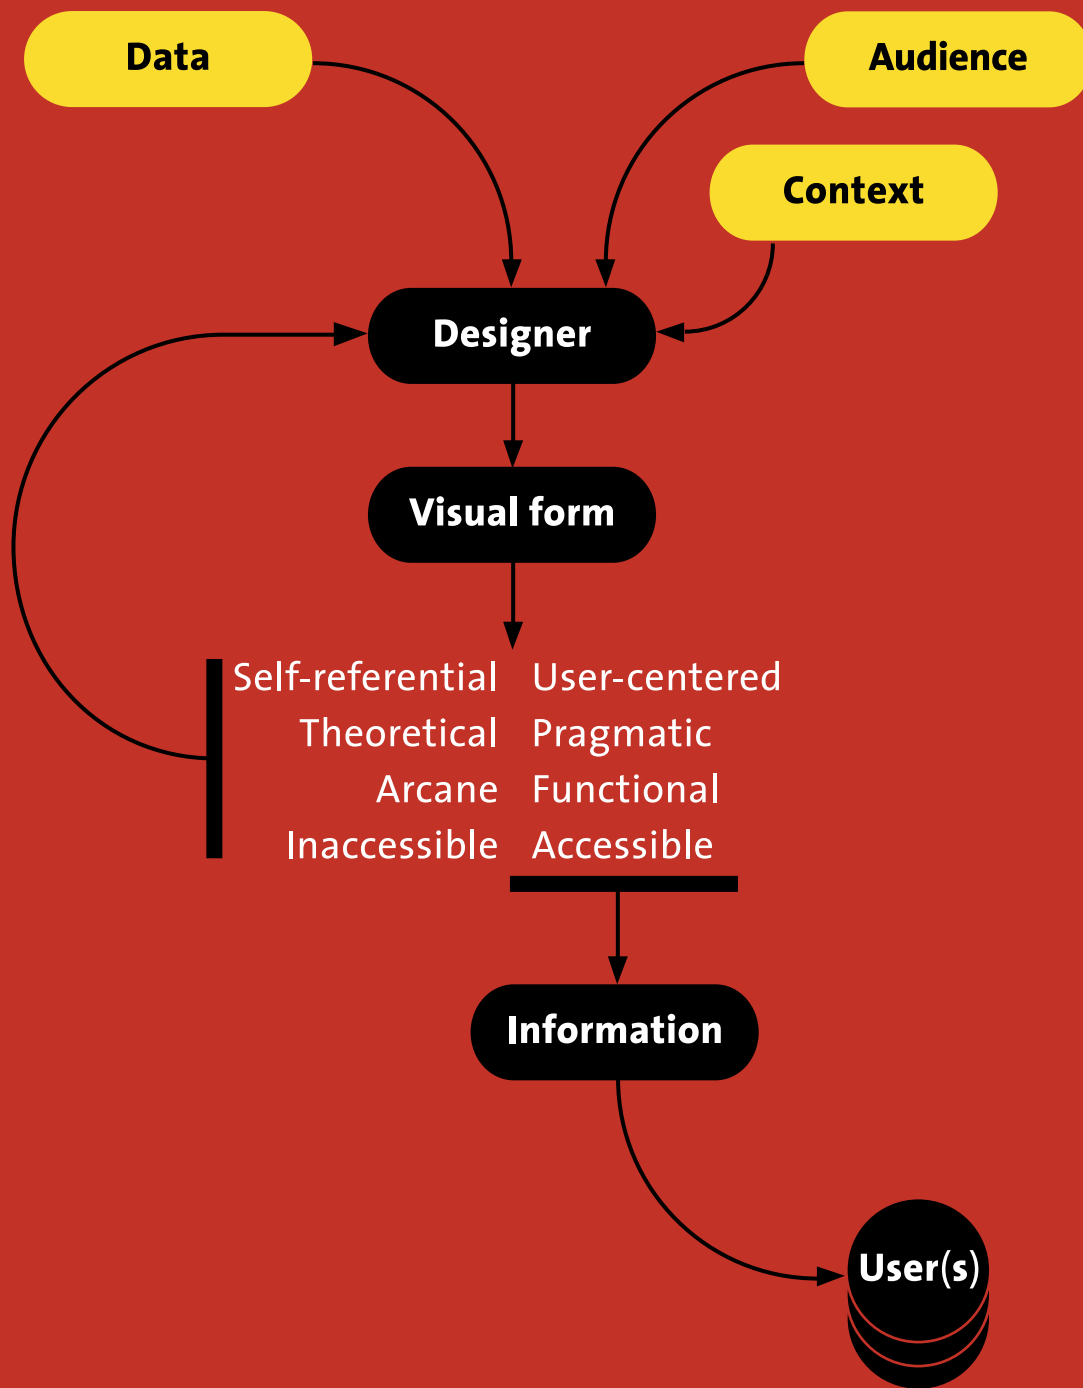 Data
Audience
Context
Designer
Visual form
Self-referential User-centered
Theoretical Pragmatic
Arcane Functional
Inaccessible Accessible
Information
User(s)